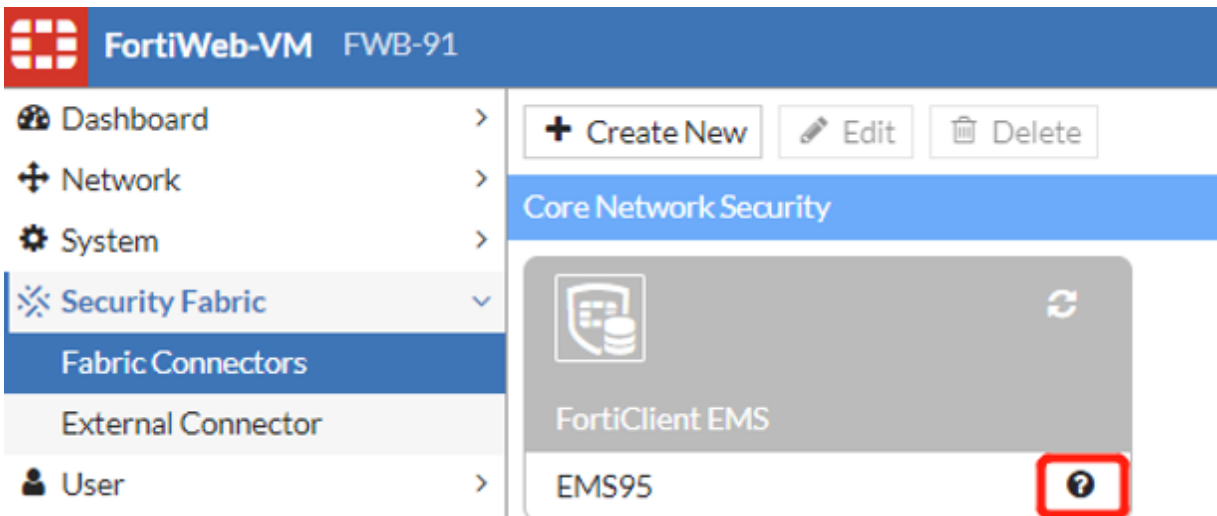 FortiWeb-VM FWB-91
Dashboard
Network
System
Security Fabric
Fabric Connectors
External Connector
User
Create New Edit Delete
Core Network Security
FortiClient EMS
EMS95